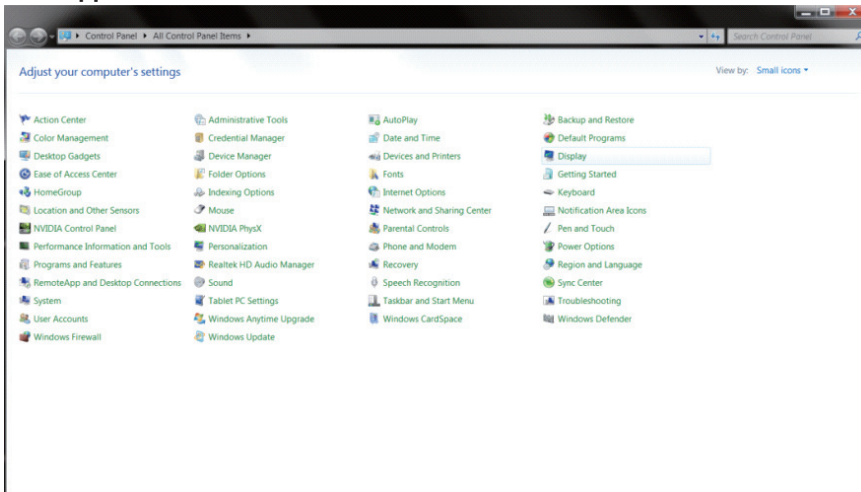 Control Panel All Control Panel Items
Search Control Panel
Adjust your computer's settings
View by: Small icons
Action Center Administrative Tools AutoPlay Backup and Restore
Color Management Credential Manager Date and Time Default Programs
Desktop Gadgets Device Manager Devices and Printers Display
Ease of Access Center Folder Options Fonts Getting Started
HomeGroup Indexing Options Internet Options Keyboard
Location and Other Sensors Mouse Network and Sharing Center Notification Area Icons
NVIDIA Control Panel NVIDIA PhysX Parental Controls Pen and Touch
Performance Information and Tools Personalization Phone and Modem Power Options
Programs and Features Realtek HD Audio Manager Recovery Region and Language
RemoteApp and Desktop Connections Sound Speech Recognition Sync Center
System Tablet PC Settings Taskbar and Start Menu Troubleshooting
User Accounts Windows Anytime Upgrade Windows CardSpace Windows Defender
Windows Firewall Windows Update